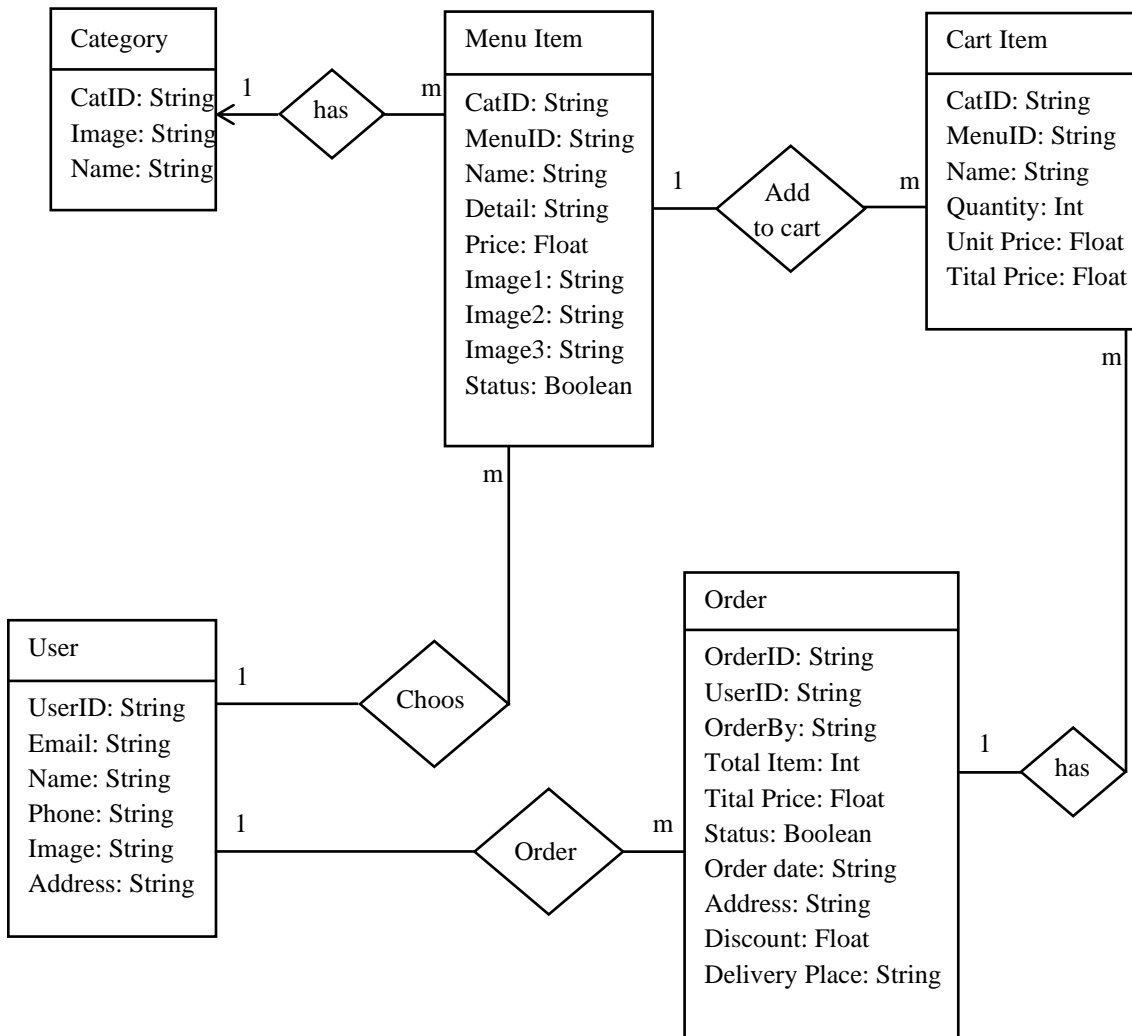 Category
CatID: String
Image: String
Name: String
1
has
m
Menu Item
CatID: String
MenuID: String
Name: String
Detail: String
Price: Float
Image1: String
Image2: String
Image3: String
Status: Boolean
1
Add
to cart
m
Cart Item
CatID: String
MenuID: String
Name: String
Quantity: Int
Unit Price: Float
Tital Price: Float
m
m
User
UserID: String
Email: String
Name: String
Phone: String
Image: String
Address: String
1
Choos
1
Order
m
Order
OrderID: String
UserID: String
OrderBy: String
Total Item: Int
Tital Price: Float
Status: Boolean
Order date: String
Address: String
Discount: Float
Delivery Place: String
1
has